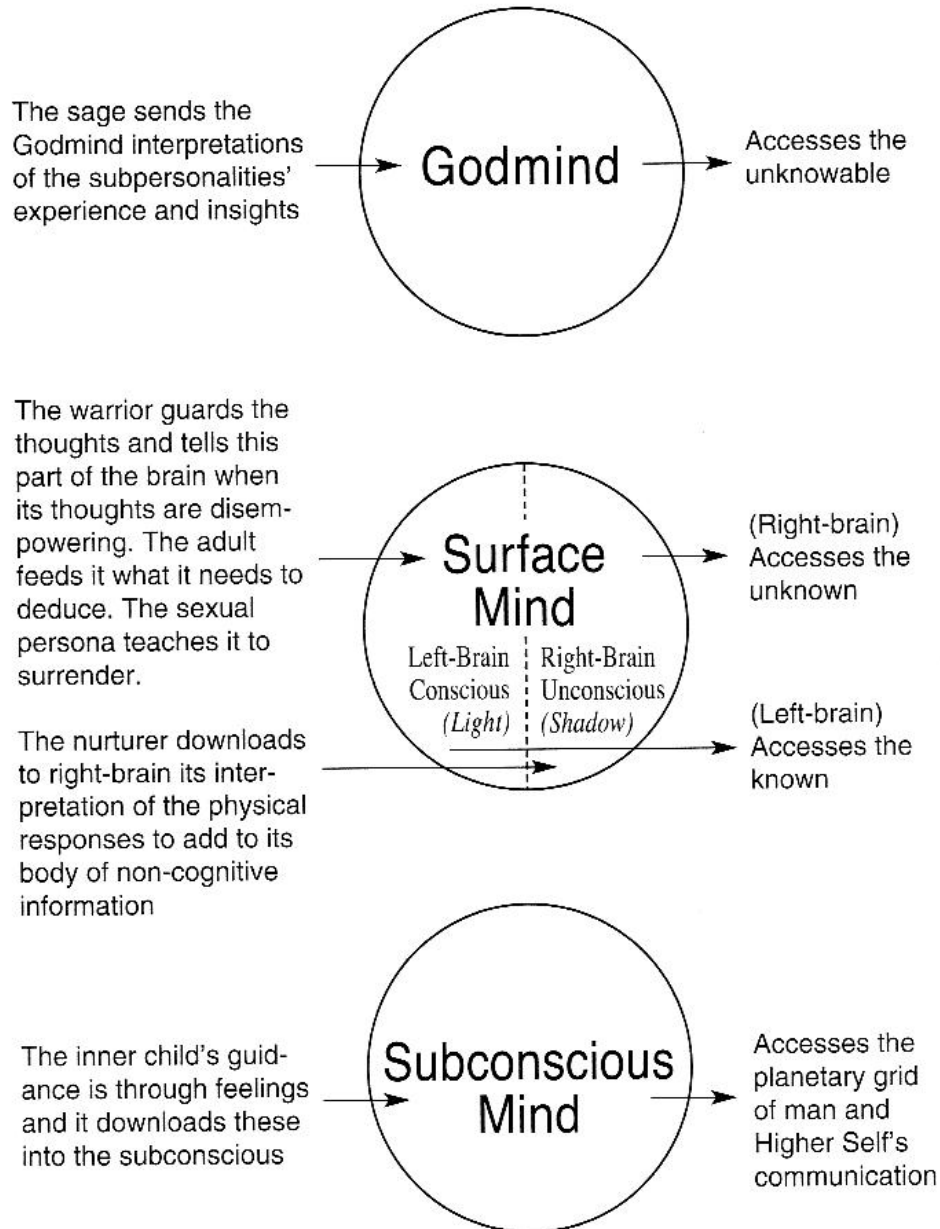 The sage sends the
Godmind interpretations
of the subpersonalities’
experience and insights
Godmind
Accesses the
unknowable
The warrior guards the
thoughts and tells this
part of the brain when
its thoughts are disem-
powering. The adult
feeds it what it needs to
deduce. The sexual
persona teaches it to
surrender.
Surface
Mind
Left-Brain
Conscious
(Light)
Right-Brain
Unconscious
(Shadow)
(Right-brain)
Accesses the
unknown
(Left-brain)
Accesses the
known
The nurturer downloads
to right-brain its inter-
pretation of the physical
responses to add to its
body of non-cognitive
information
The inner child’s guid-
ance is through feelings
and it downloads these
into the subconscious
Subconscious
Mind
Accesses the
planetary grid
of man and
Higher Self’s
communication